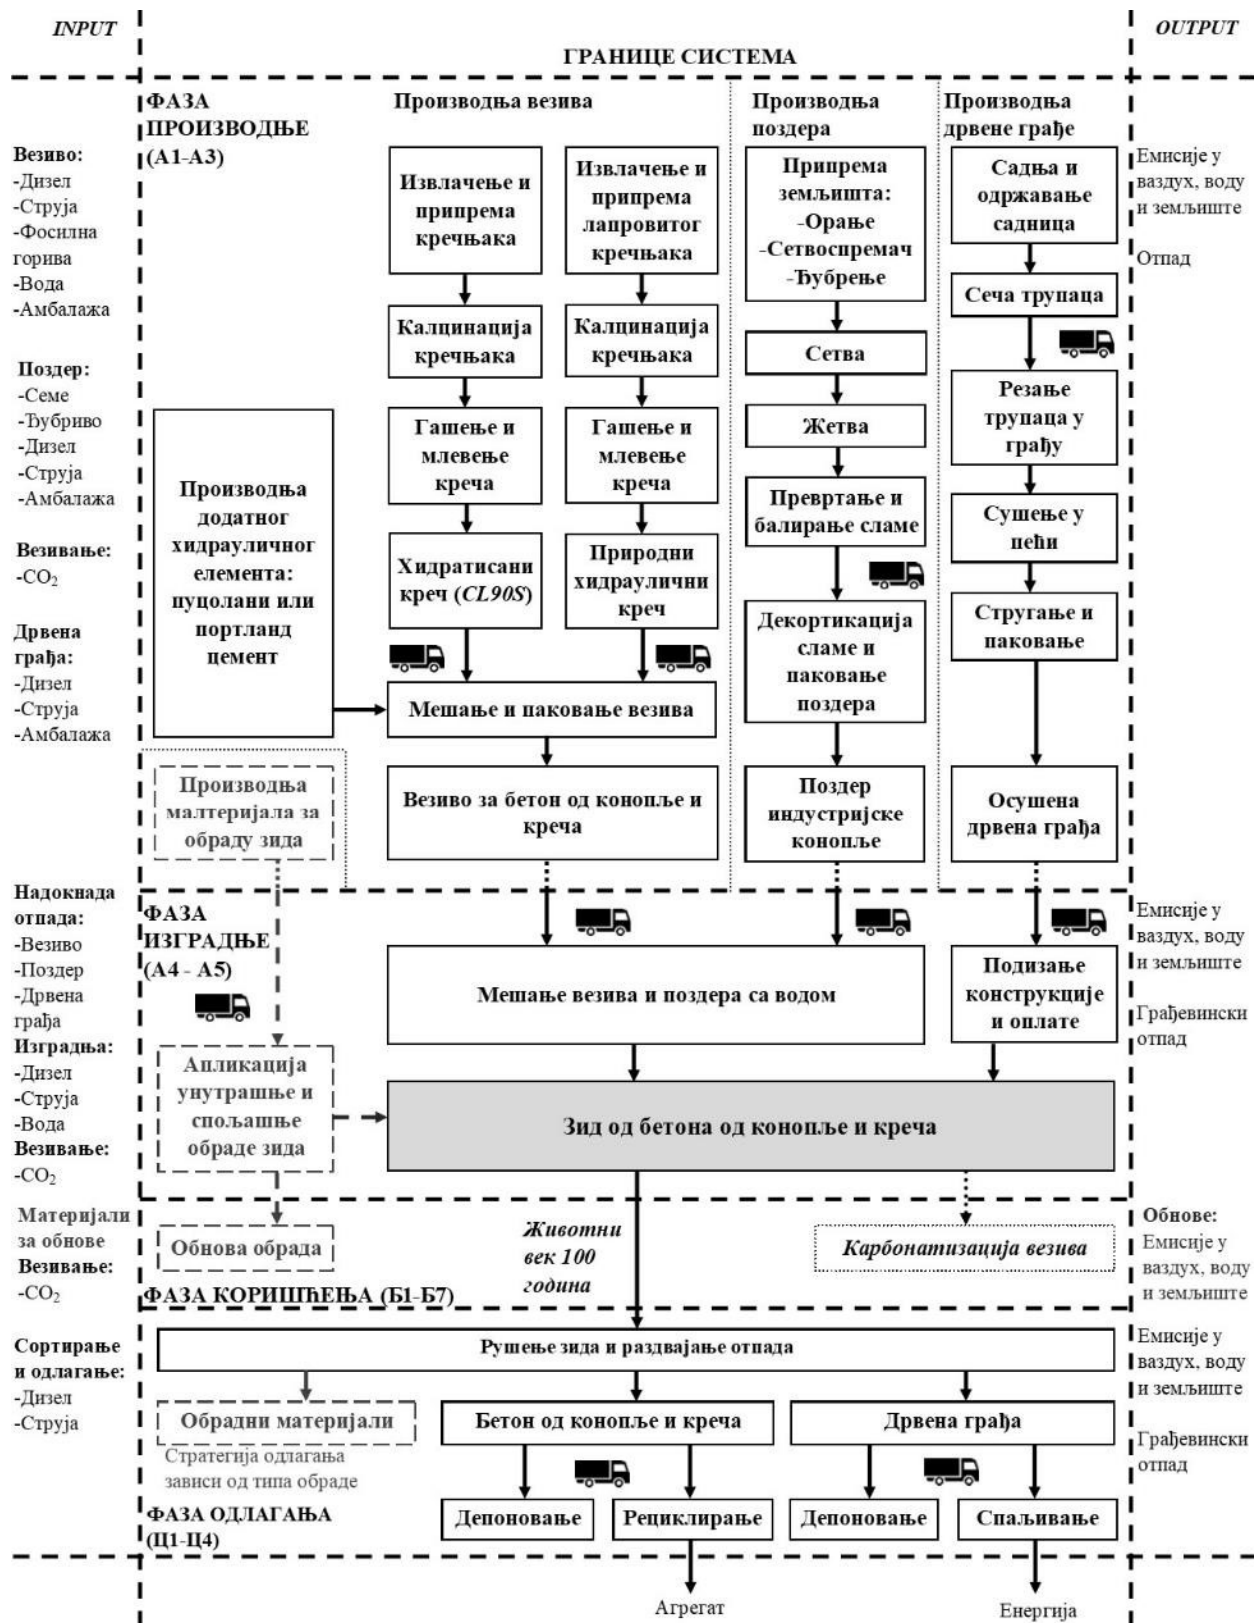 INPUT
OUTPUT
ГРАНИЦЕ СИСТЕМА
ФАЗА
ПРОИЗВОДЊЕ
(А1-А3)
Производња везива
Производња
поздера
Производња
дрвене грађе
Везиво:
-Дизел
-Струја
-Фосилна
горива
-Вода
-Амбалажа
Поздер:
-Семе
-Ђубриво
-Дизел
-Струја
-Амбалажа
Везивање:
-CO₂
Дрвена
грађа:
-Дизел
-Струја
-Амбалажа
Производња
додатног
хидрауличног
елемента:
пуцолани или
портланд
цемент
Извлачење и
припрема
кречњака
Калцинација
кречњака
Гашење и
млевење
креча
Хидратисани
креч (CL90S)
Извлачење и
припрема
лапровитог
кречњака
Калцинација
кречњака
Гашење и
млевење
креча
Природни
хидраулични
креч
Мешање и паковање везива
Везиво за бетон од конопље и
креча
Припрема
земљишта:
-Орање
-Сетвоспремач
-Ђубрење
Сетва
Жетва
Превртање и
балирање сламе
Декортикација
сламе и
паковање
поздера
Поздер
индустријске
конопље
Садња и
одржавање
садница
Сеча трупаца
Резање
трупаца у
грађу
Сушење у
пећи
Стругање и
паковање
Осушена
дрвена грађа
Емисије у
ваздух, воду
и земљиште
Отпад
Производња
малтеријала за
обраду зида
Надокнада
отпада:
-Везиво
-Поздер
-Дрвена
грађа
Изградња:
-Дизел
-Струја
-Вода
Везивање:
-CO₂
ФАЗА
ИЗГРАДЊЕ
(А4 - А5)
Мешање везива и поздера са водом
Подизање
конструкције
и оплате
Апликација
унутрашње и
спољашње
обраде зида
Зид од бетона од конопље и креча
Емисије у
ваздух, воду
и земљиште
Грађевински
отпад
Материјали
за обнове
Везивање:
-CO₂
Обнова обрада
Животни
век 100
година
Карбонатизација везива
ФАЗА КОРИШЋЕЊА (Б1-Б7)
Обнове:
Емисије у
ваздух, воду
и земљиште
Сортирање
и одлагање:
-Дизел
-Струја
Рушење зида и раздвајање отпада
Обрадни материјали
Стратегија одлагања
зависи од типа обраде
Бетон од конопље и креча
Дрвена грађа
Депоновање
Рециклирање
Депоновање
Спаљивање
ФАЗА ОДЛАГАЊА
(Ц1-Ц4)
Емисије у
ваздух, воду
и земљиште
Грађевински
отпад
Агрегат
Енергија